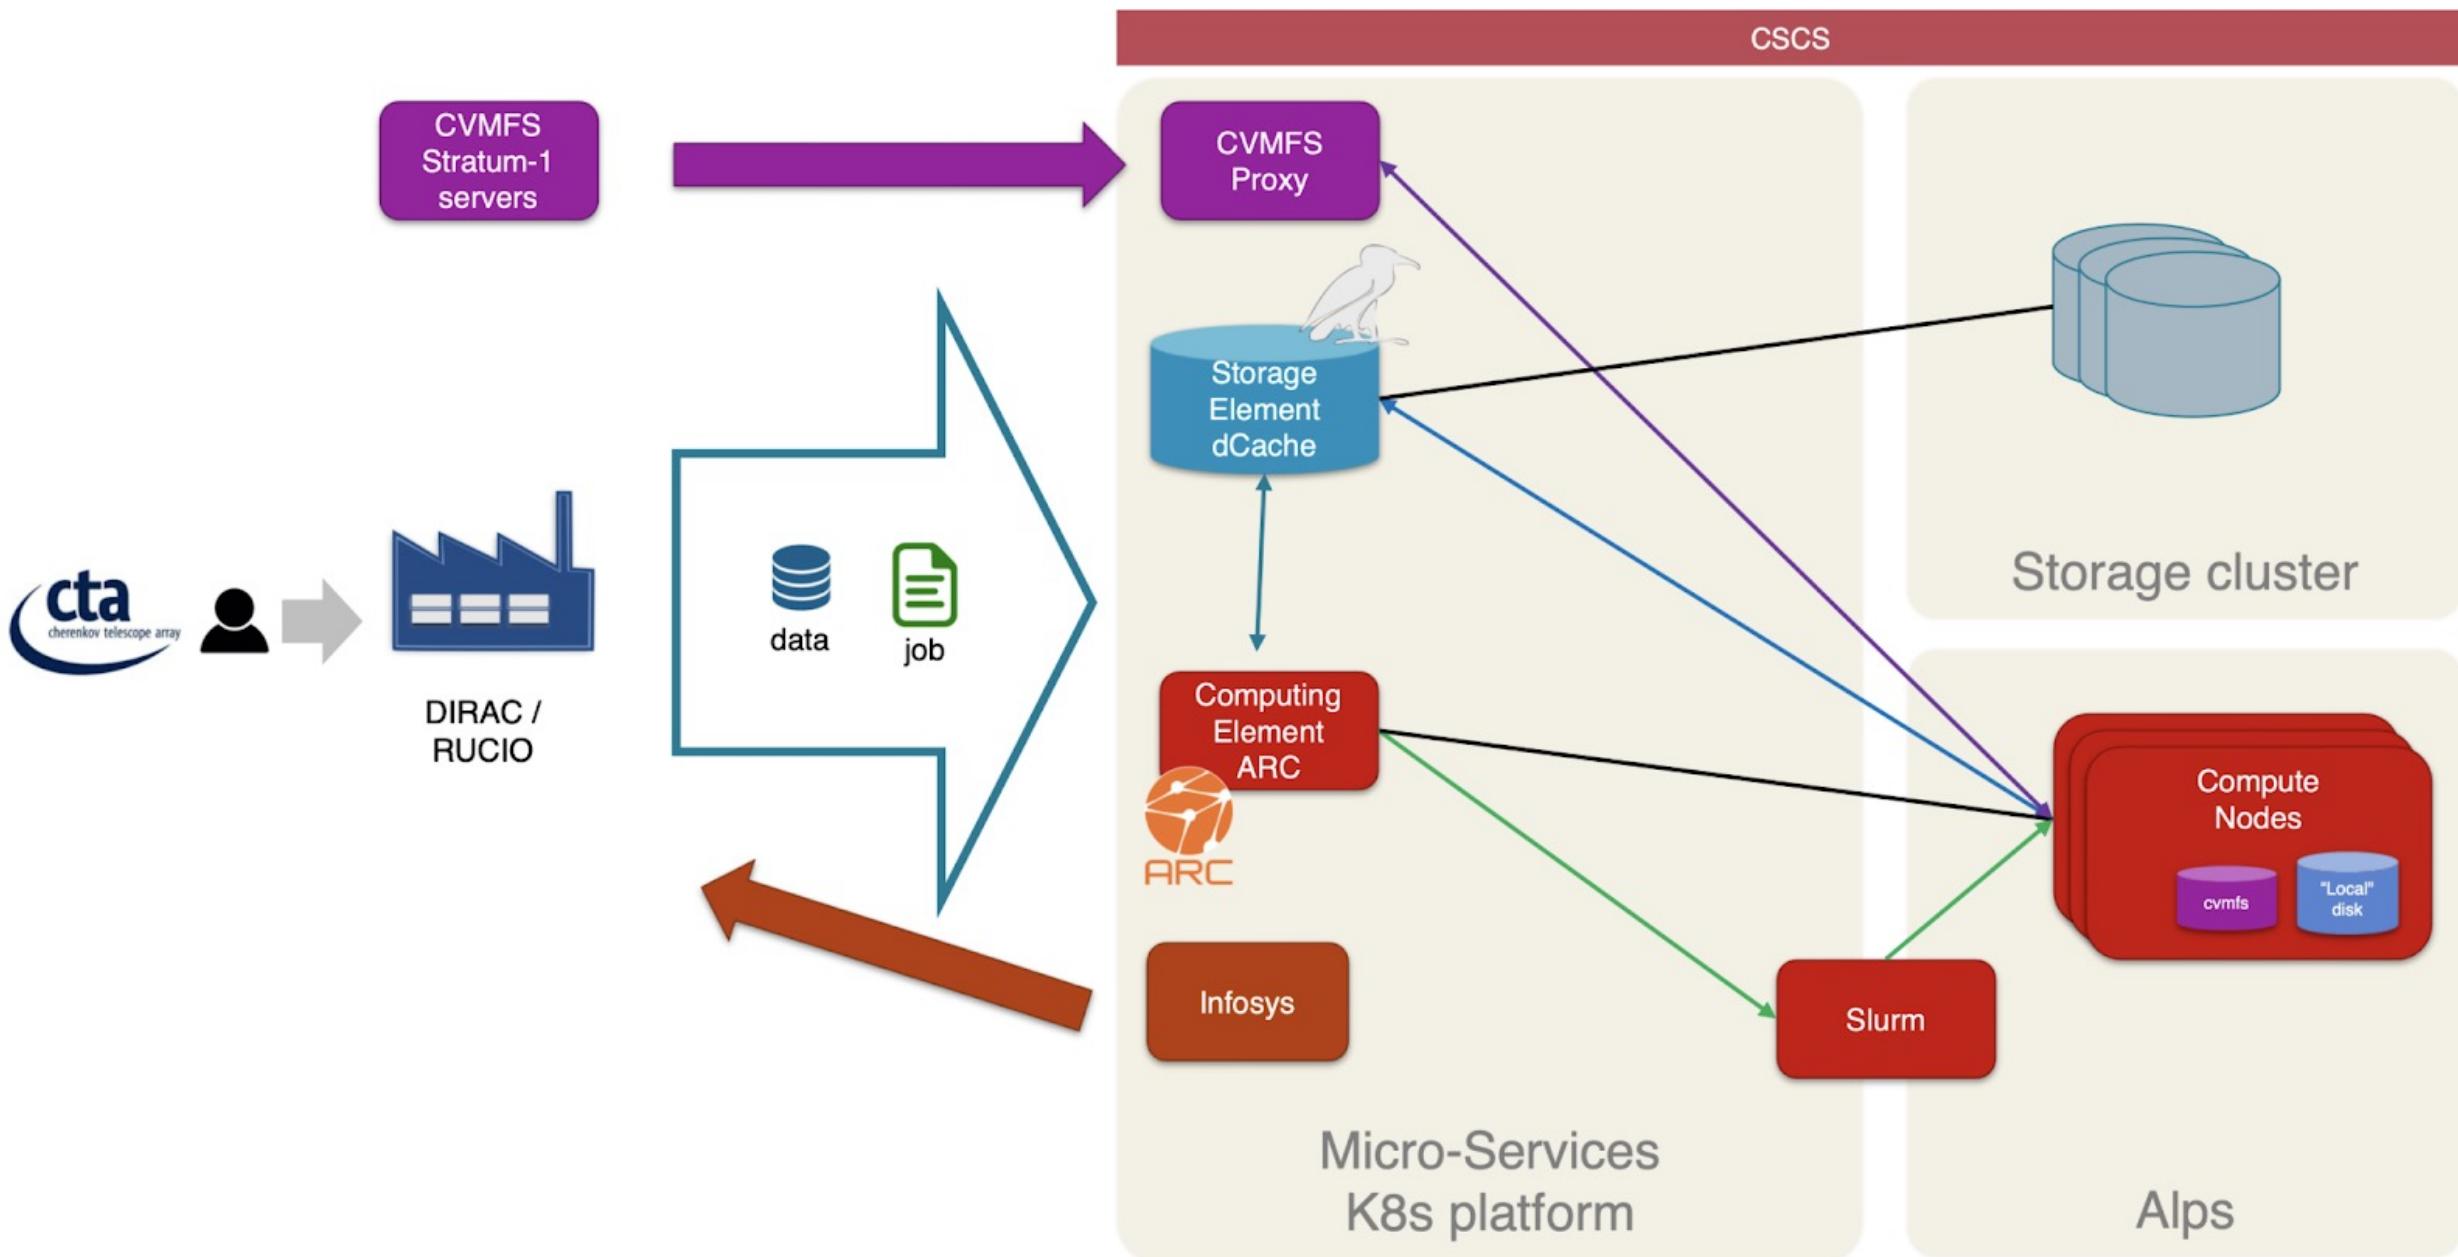 CSCS
CVMFS
Stratum-1
servers
CVMFS
Proxy
Storage
Element
dCache
Storage cluster
cta
cherenkov telescope array
data
job
DIRAC /
RUCIO
Computing
Element
ARC
ARC
Compute
Nodes
cvmfs
"Local"
disk
Infosys
Slurm
Micro-Services
K8s platform
Alps